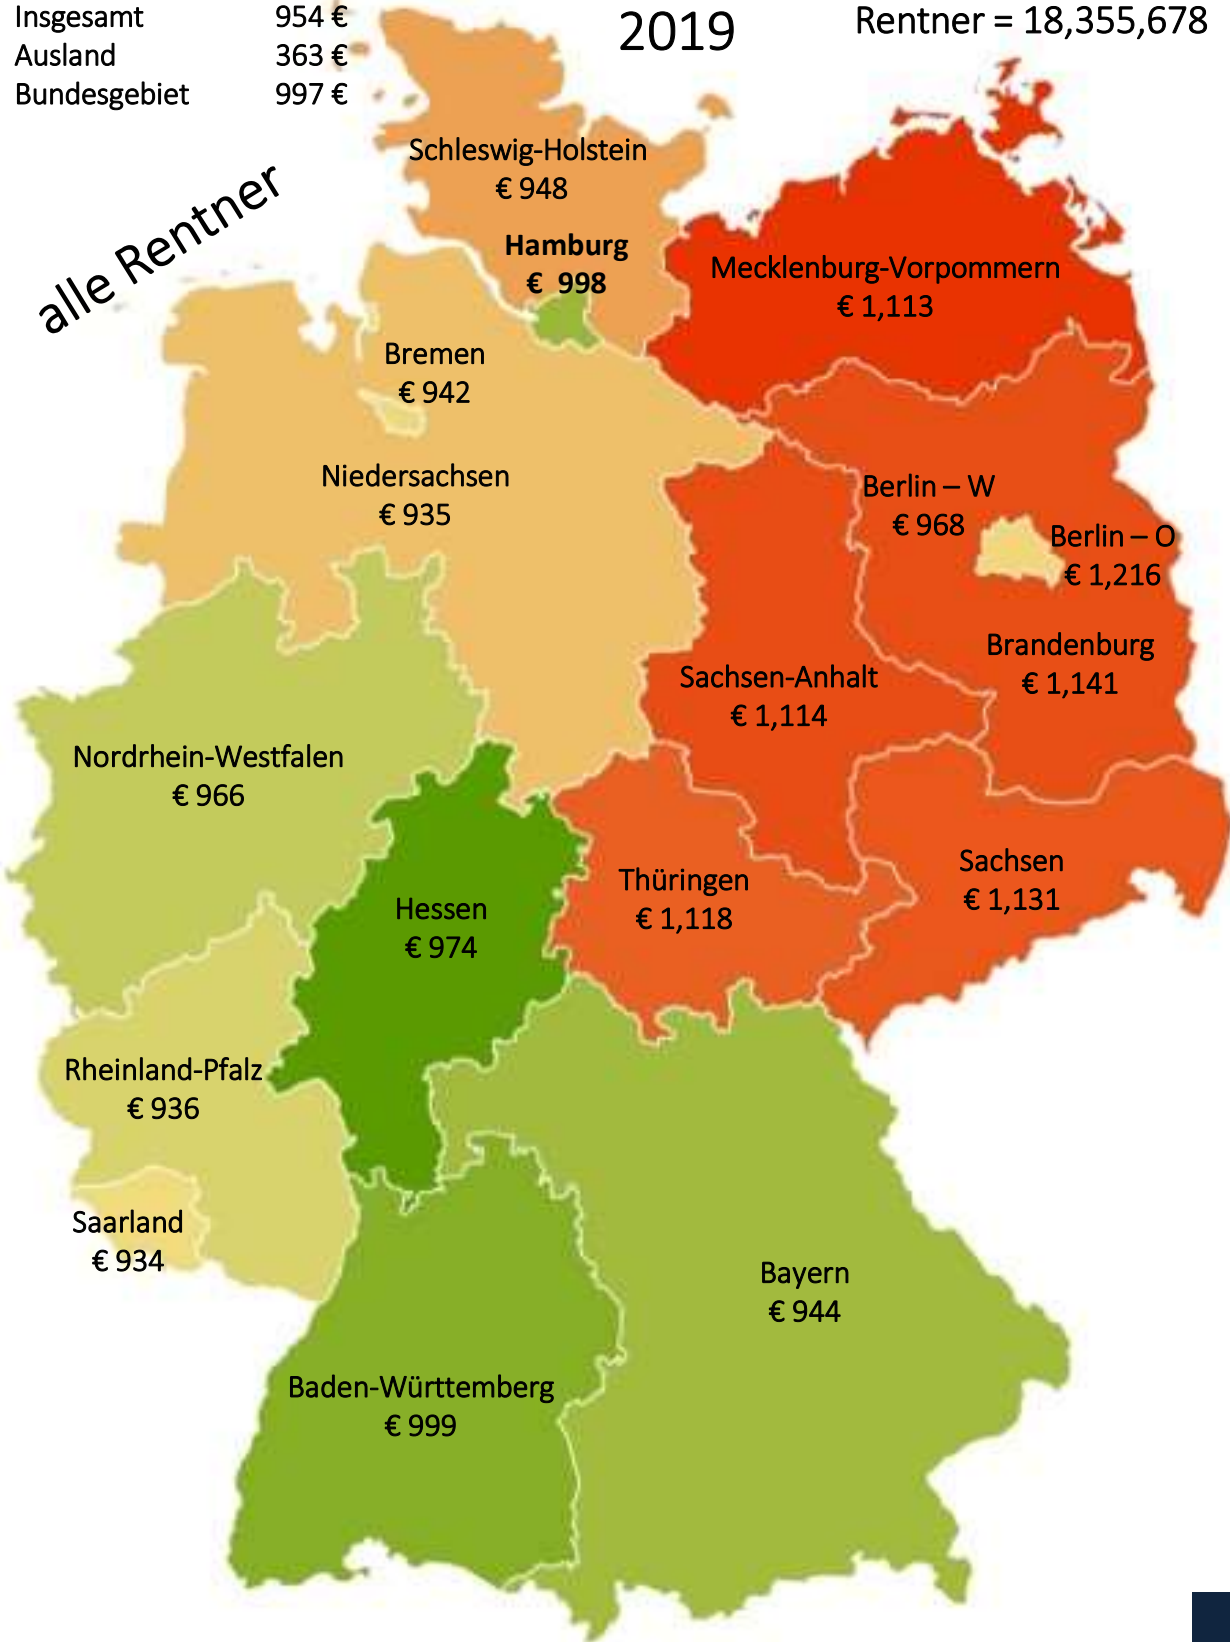 Insgesamt 954 €
Ausland 363 €
Bundesgebiet 997 €
2019
Rentner = 18,355,678
alle Rentner
Schleswig-Holstein
€ 948
Hamburg
€ 998
Mecklenburg-Vorpommern
€ 1,113
Bremen
€ 942
Niedersachsen
€ 935
Berlin – W
€ 968
Berlin – O
€ 1,216
Brandenburg
€ 1,141
Sachsen-Anhalt
€ 1,114
Nordrhein-Westfalen
€ 966
Sachsen
€ 1,131
Thüringen
€ 1,118
Hessen
€ 974
Rheinland-Pfalz
€ 936
Saarland
€ 934
Bayern
€ 944
Baden-Württemberg
€ 999